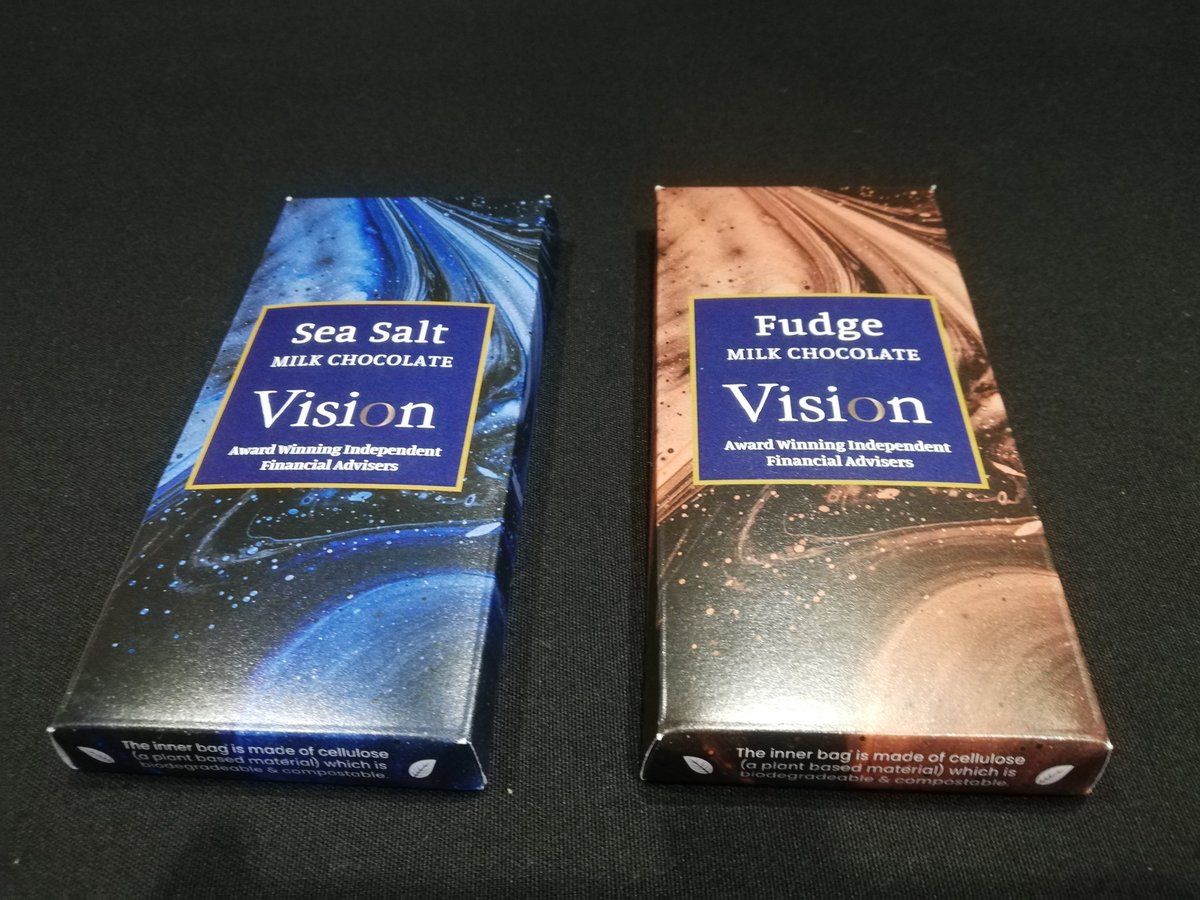 Sea Salt
MILK CHOCOLATE
Vision
Award Winning Independent
Financial Advisers
The inner bag is made of cellulose
(a plant based material) which is
biodegradeable & compostable.
Fudge
MILK CHOCOLATE
Vision
Award Winning Independent
Financial Advisers
The inner bag is made of cellulose
(a plant based material) which is
biodegradeable & compostable.